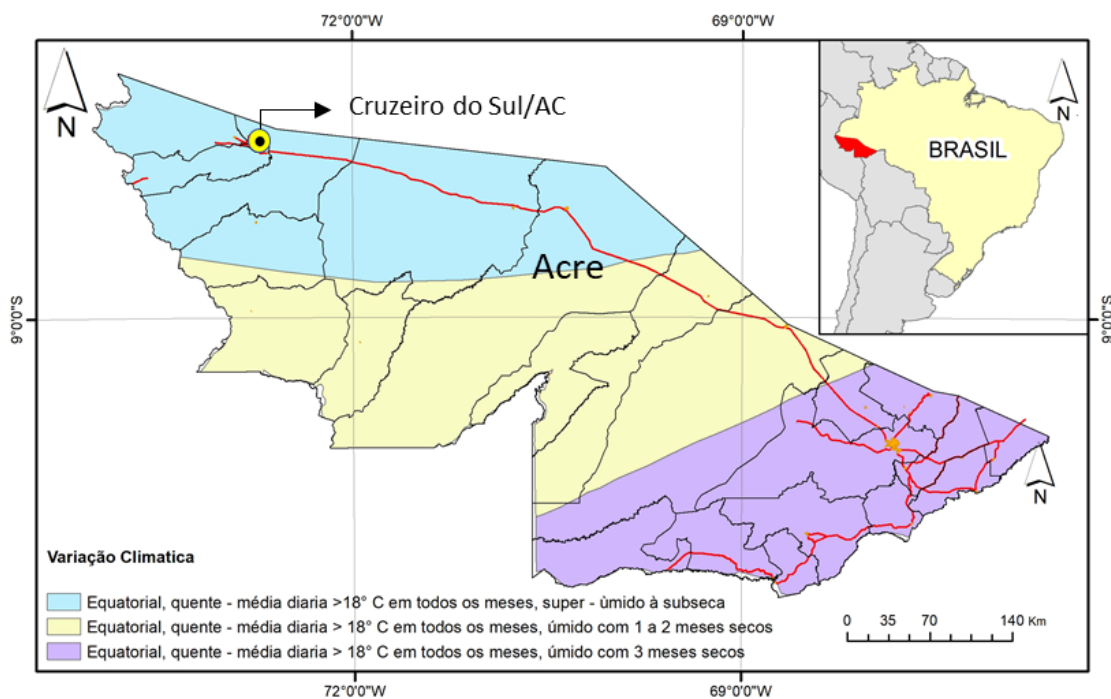 72°0'0"W
69°0'0"W
N
Cruzeiro do Sul/AC
N
BRASIL
Acre
9°0'0"S
9°0'0"S
N
Variação Climatica
Equatorial, quente - média diaria >18° C em todos os meses, super - ùmido à subseca
Equatorial, quente - média diaria > 18° C em todos os meses, úmido com 1 a 2 meses secos
Equatorial, quente - média diaria > 18° C em todos os meses, úmido com 3 meses secos
0 35 70 140 Km
72°0'0"W
69°0'0"W